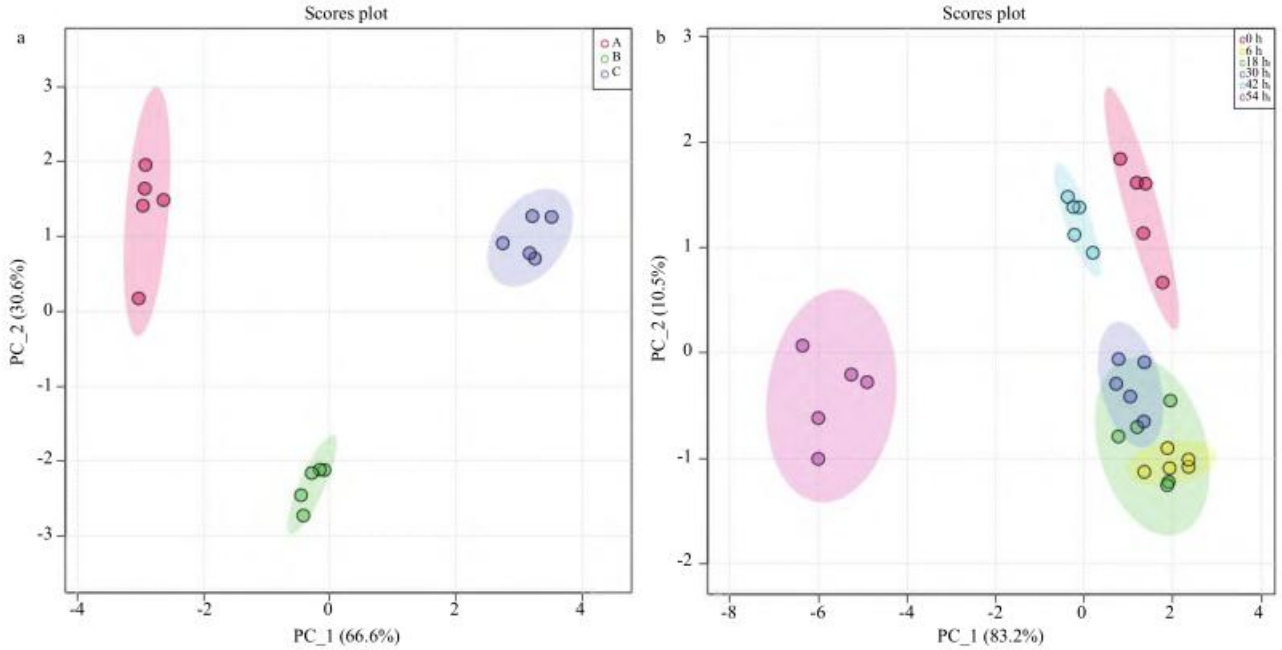 Scores plot
a
A
B
C
3
2
1
0
-1
-2
-3
PC_2 (30.6%)
-4
-2
0
2
4
PC_1 (66.6%)
Scores plot
b
0 h
6 h
18 h
30 h
42 h
54 h
3
2
1
0
-1
-2
PC_2 (10.5%)
-8
-6
-4
-2
0
2
4
PC_1 (83.2%)